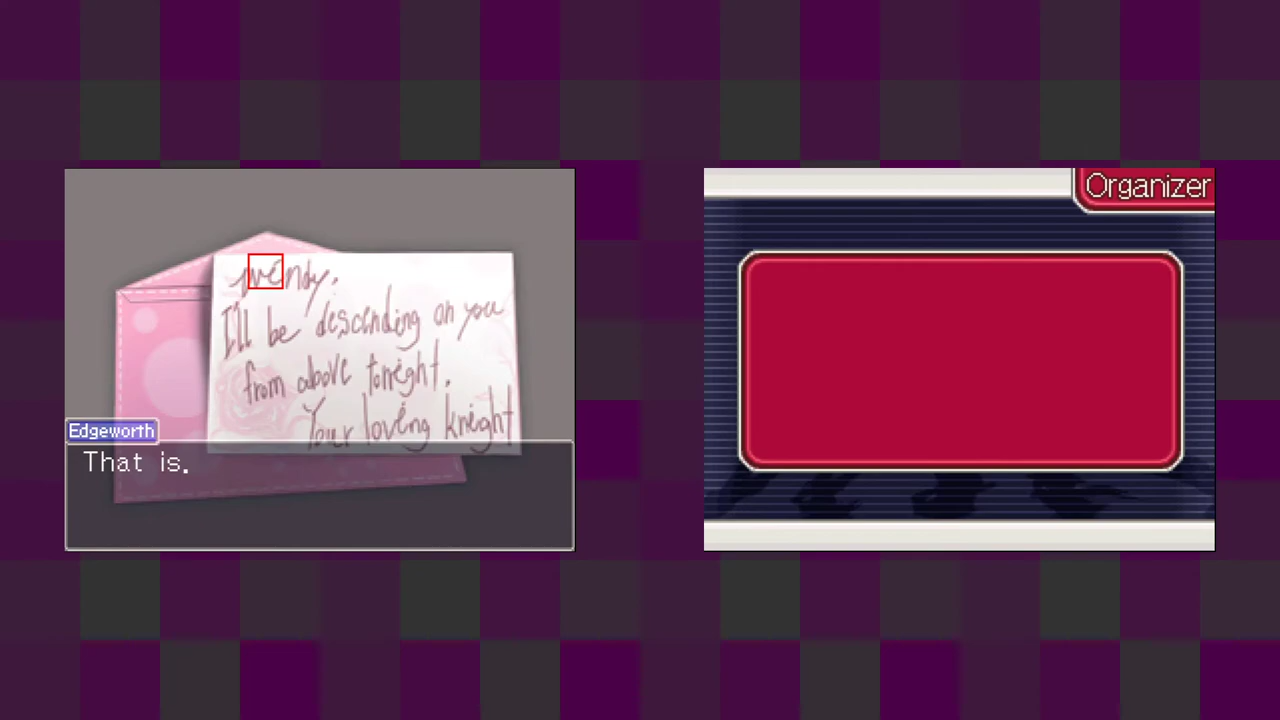 Wendy.
I'll be descending on you
from above tonight.
Your loving knight
Edgeworth
That is.
Organizer